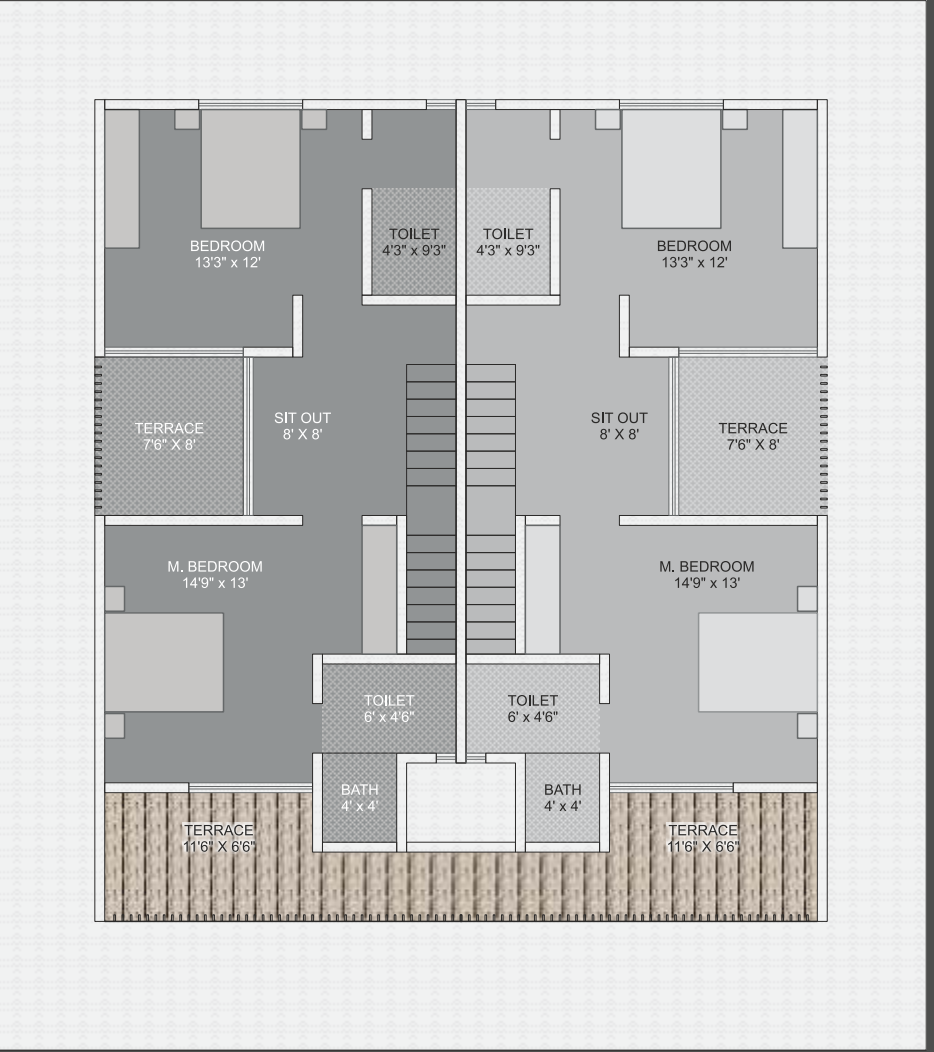 TOILET
4'3" x 9'3"
TOILET
4'3" x 9'3"
BEDROOM
13'3" x 12'
BEDROOM
13'3" x 12'
SIT OUT
8' X 8'
SIT OUT
8' X 8'
TERRACE
7'6" X 8'
TERRACE
7'6" X 8'
M. BEDROOM
14'9" x 13'
M. BEDROOM
14'9" x 13'
TOILET
6' x 4'6"
TOILET
6' x 4'6"
BATH
4' x 4'
BATH
4' x 4'
TERRACE
11'6" X 6'6"
TERRACE
11'6" X 6'6"